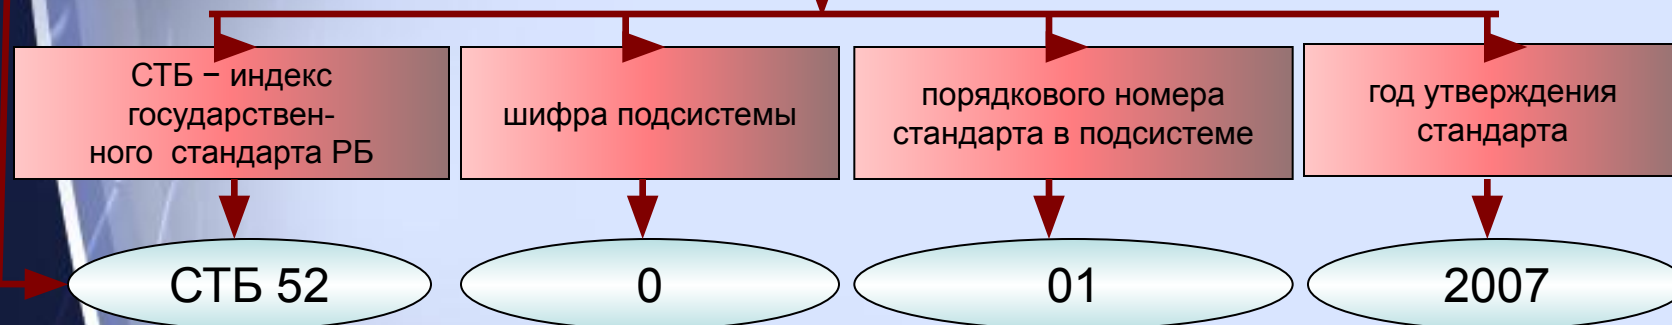 СТБ – индекс
государствен-
ного стандарта РБ
шифра подсистемы
порядкового номера
стандарта в подсистеме
год утверждения
стандарта
СТБ 52
0
01
2007